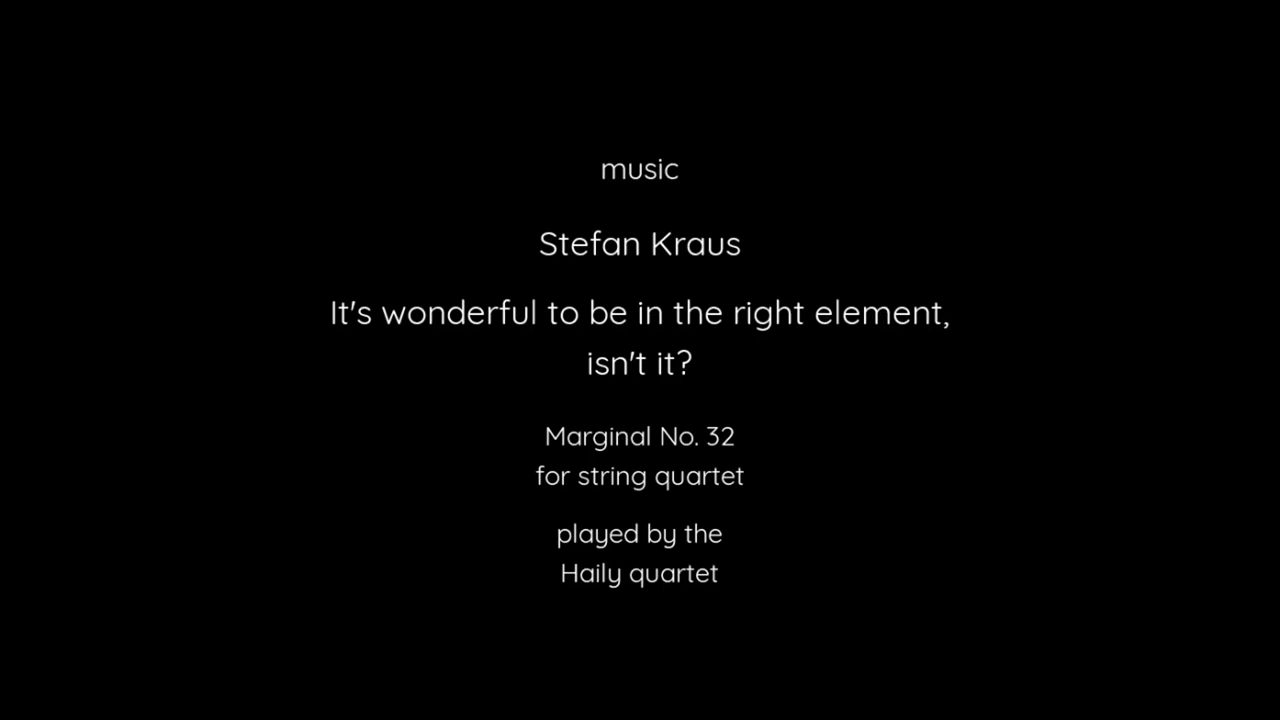 music
Stefan Kraus
It's wonderful to be in the right element,
isn't it?
Marginal No. 32
for string quartet
played by the
Haily quartet